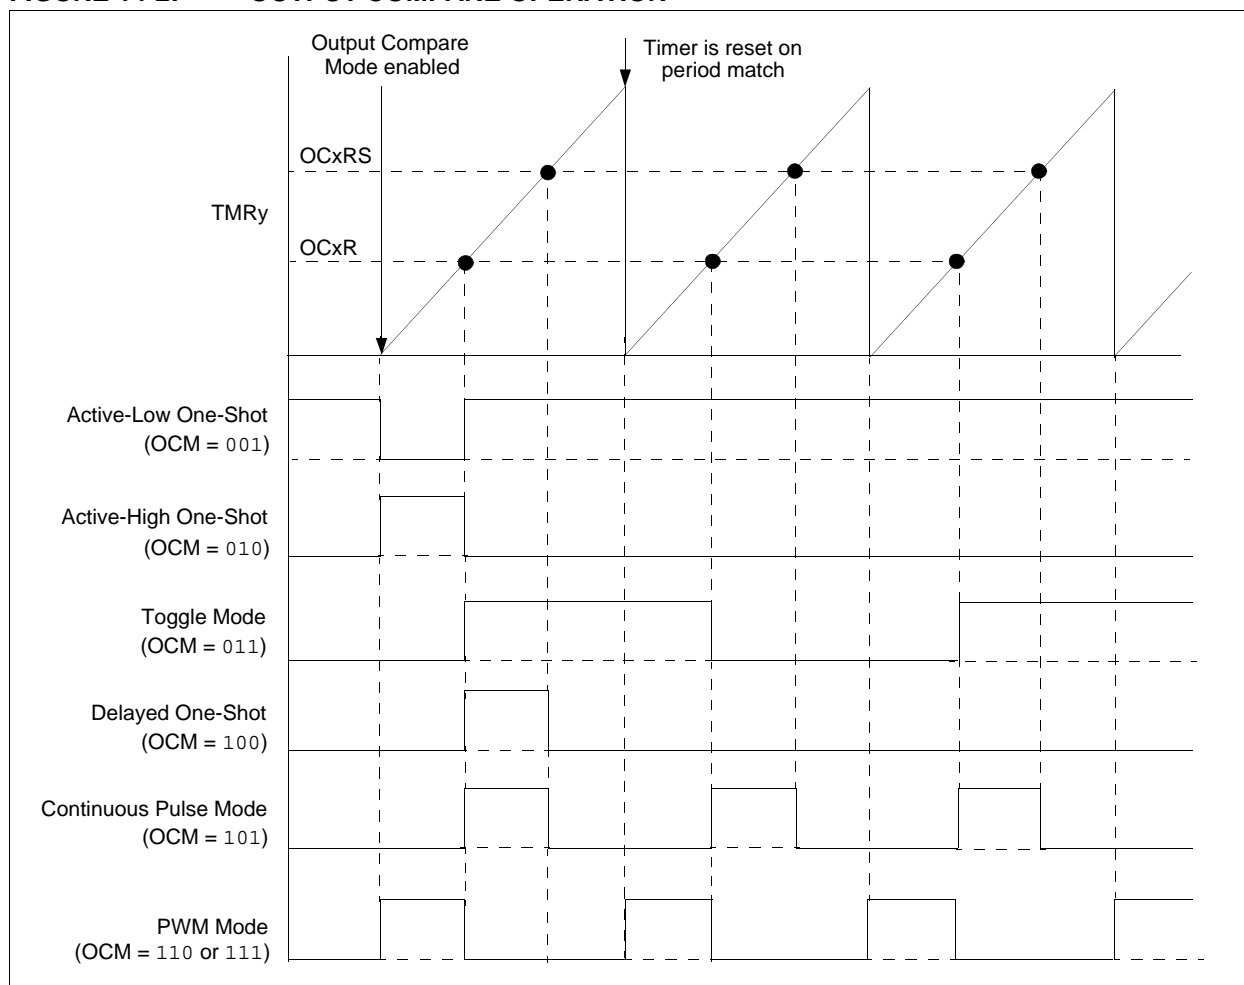 Output Compare
Mode enabled
Timer is reset on
period match
OCxRS
TMRy
OCxR
Active-Low One-Shot
(OCM = 001)
Active-High One-Shot
(OCM = 010)
Toggle Mode
(OCM = 011)
Delayed One-Shot
(OCM = 100)
Continuous Pulse Mode
(OCM = 101)
PWM Mode
(OCM = 110 or 111)